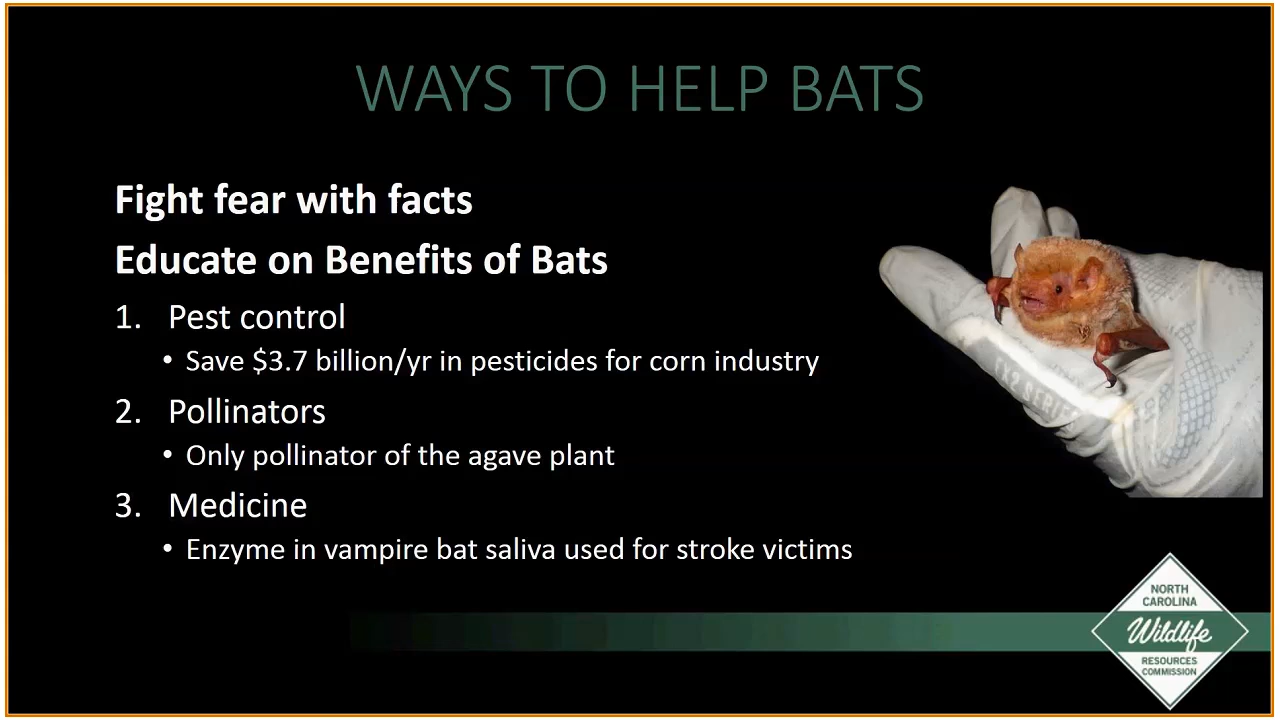 WAYS TO HELP BATS
Fight fear with facts
Educate on Benefits of Bats
1. Pest control
• Save $3.7 billion/yr in pesticides for corn industry
2. Pollinators
• Only pollinator of the agave plant
3. Medicine
• Enzyme in vampire bat saliva used for stroke victims
EX2 SERIES
NORTH
CAROLINA
Wildlife
RESOURCES
COMMISSION